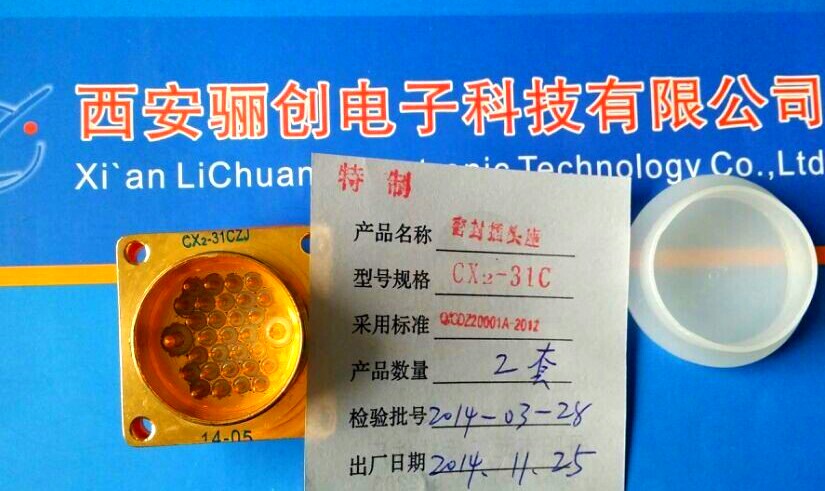 西安骊创电子科技有限公司
Xi`an LiChuan Electronic Technology Co.,Ltd
特制
产品名称 密封插头座
型号规格 CX2-31C
采用标准 Q/CDZ20001A-2012
产品数量 2套
检验批号 2014-03-28
出厂日期 2014.11.25
CX2-31CZJ
14-05